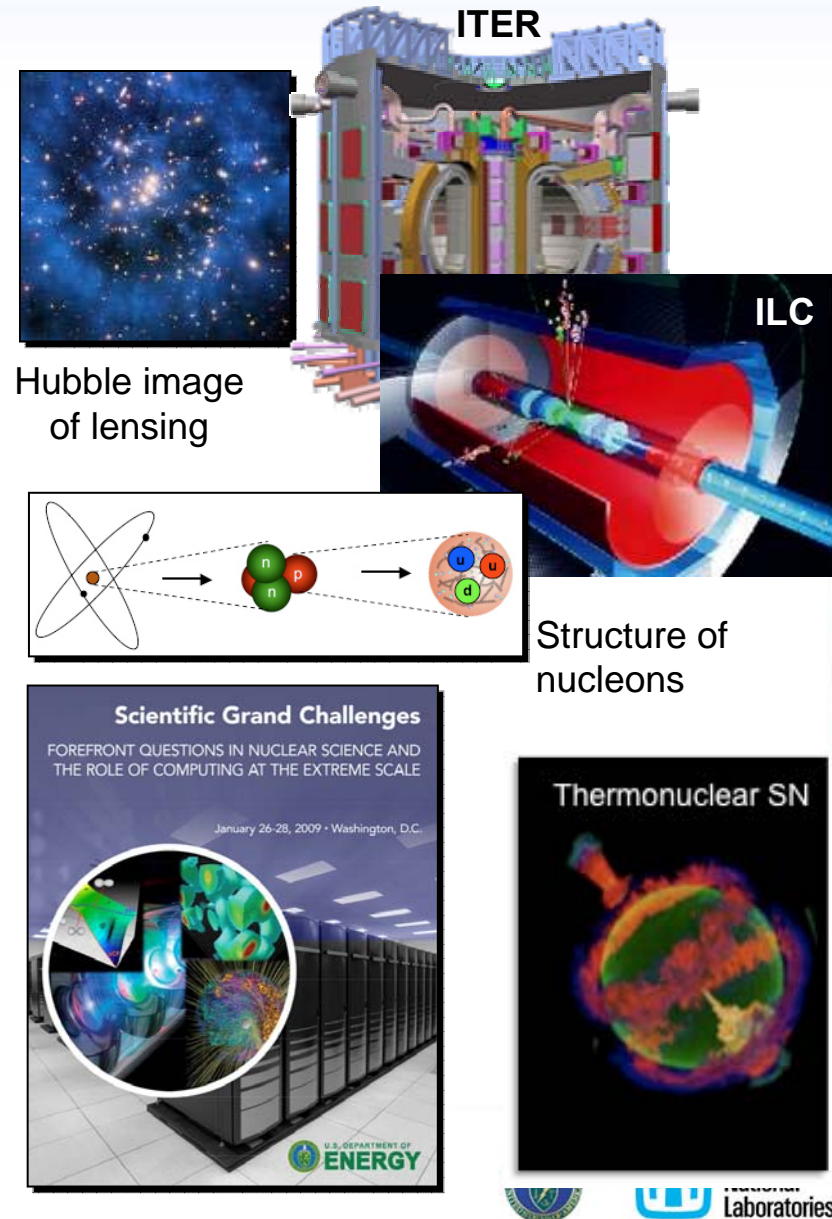 ITER
ILC
Hubble image
of lensing
n
n
p
u
u
d
Structure of
nucleons
Scientific Grand Challenges
FOREFRONT QUESTIONS IN NUCLEAR SCIENCE AND
THE ROLE OF COMPUTING AT THE EXTREME SCALE
January 26-28, 2009 • Washington, D.C.
U.S. DEPARTMENT OF
ENERGY
Thermonuclear SN
National
Laboratories